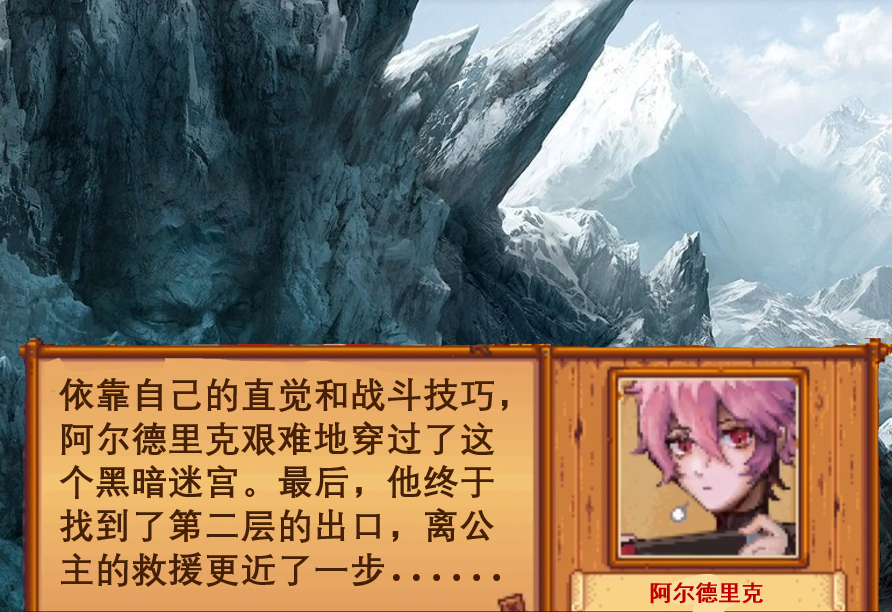 依靠自己的直觉和战斗技巧，
阿尔德里克艰难地穿过了这
个黑暗迷宫。最后，他终于
找到了第二层的出口，离公
主的救援更近了一步......
阿尔德里克